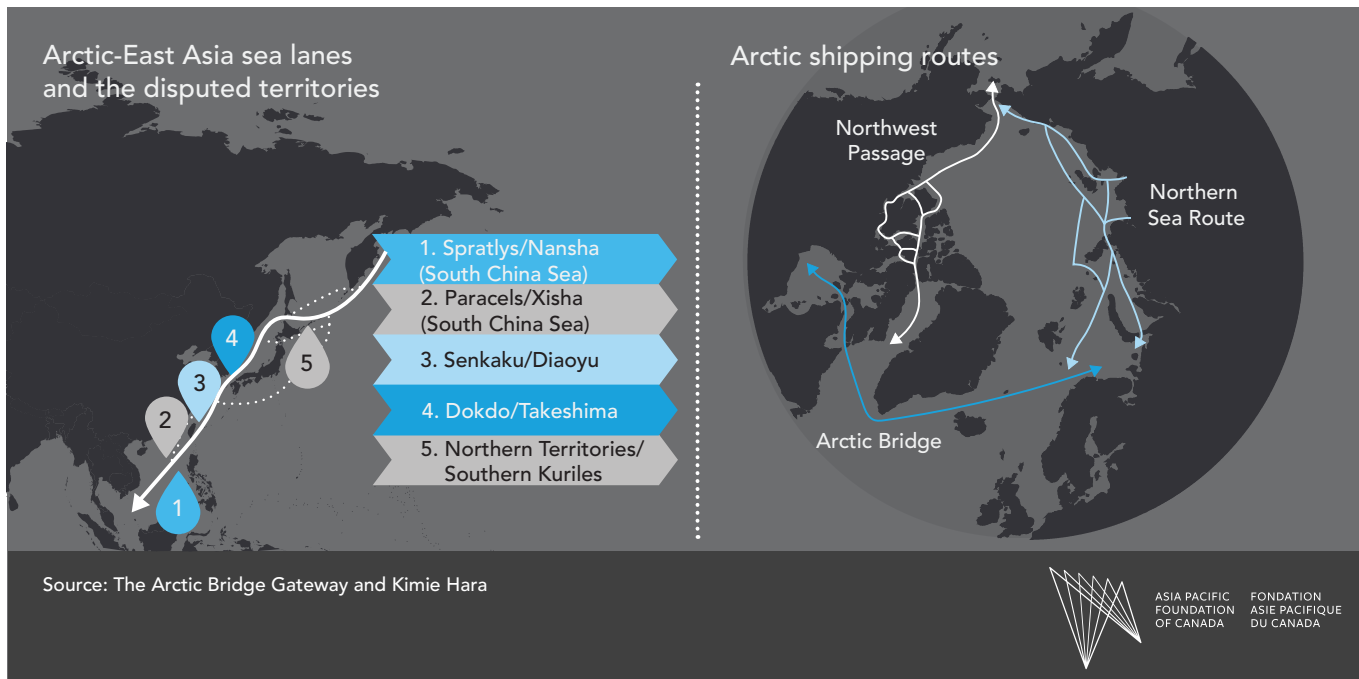 Arctic-East Asia sea lanes
and the disputed territories
1. Spratlys/Nansha
(South China Sea)
2. Paracels/Xisha
(South China Sea)
3. Senkaku/Diaoyu
4. Dokdo/Takeshima
5. Northern Territories/
Southern Kuriles
4
5
3
2
1
Arctic shipping routes
Northwest
Passage
Northern
Sea Route
Arctic Bridge
Source: The Arctic Bridge Gateway and Kimie Hara
ASIA PACIFIC
FOUNDATION
OF CANADA
FONDATION
ASIE PACIFIQUE
DU CANADA